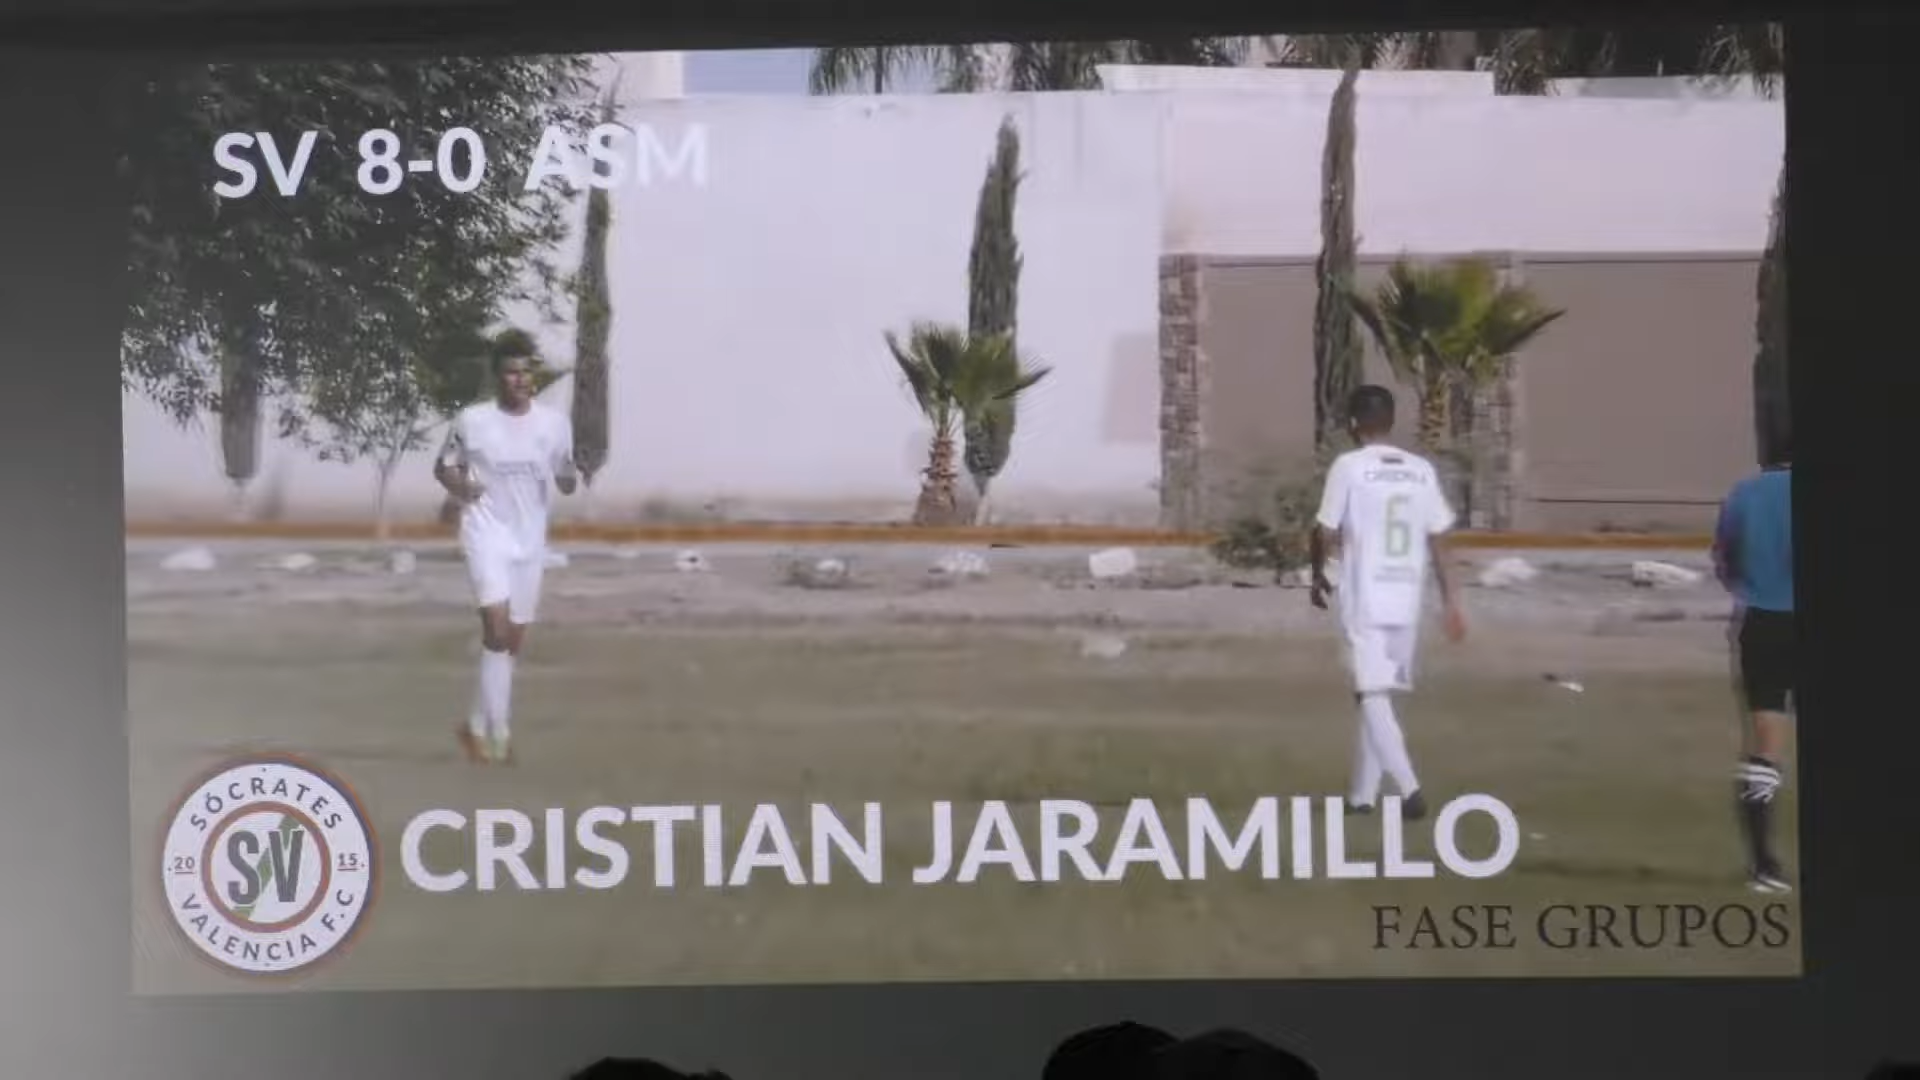 SV 8-0 ASM
6
SÓCRATES
20 SV 15.
VALENCIA F.C
CRISTIAN JARAMILLO
FASE GRUPOS